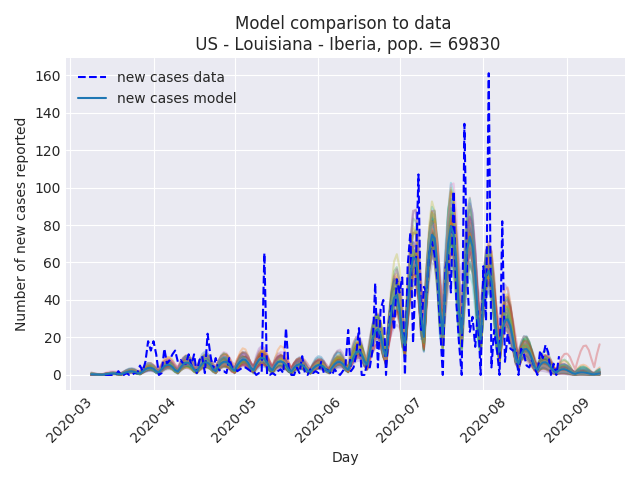 Model comparison to data
US - Louisiana - Iberia, pop. = 69830
new cases data
new cases model
Number of new cases reported
160
140
120
100
80
60
40
20
0
2020-03
2020-04
2020-05
2020-06
2020-07
2020-08
2020-09
Day